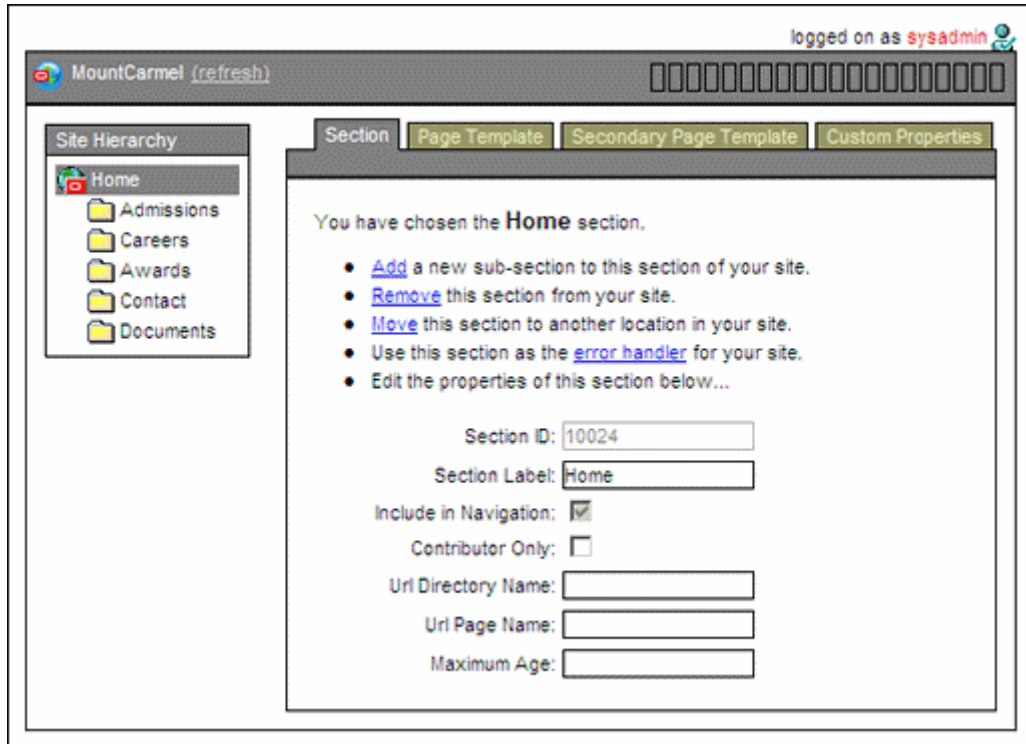 logged on as sysadmin
MountCarmel (refresh)
Site Hierarchy
Home
Admissions
Careers
Awards
Contact
Documents
Section
Page Template
Secondary Page Template
Custom Properties
You have chosen the Home section.
Add a new sub-section to this section of your site.
Remove this section from your site.
Move this section to another location in your site.
Use this section as the error handler for your site.
Edit the properties of this section below...
Section ID: 10024
Section Label: Home
Include in Navigation:
Contributor Only:
Url Directory Name:
Url Page Name:
Maximum Age: